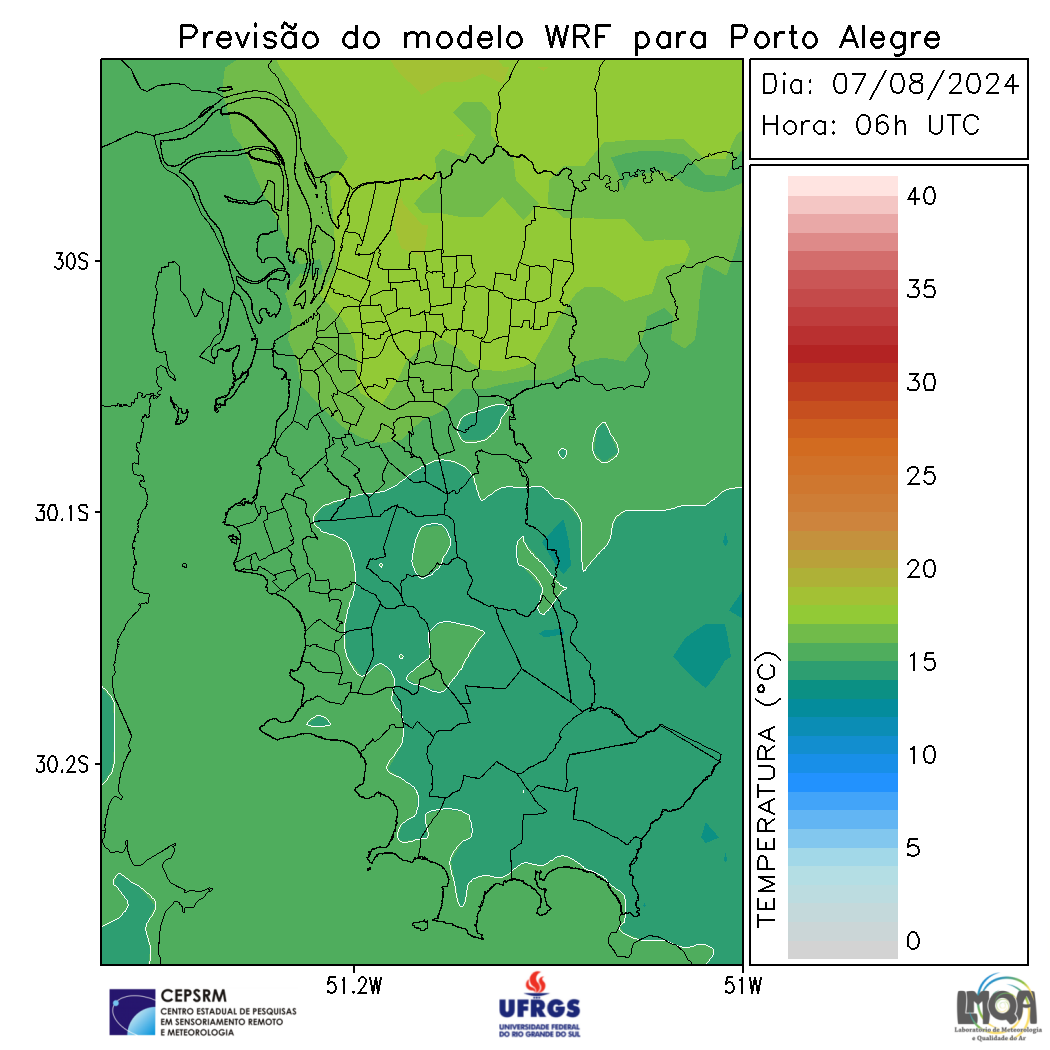 Previsão do modelo WRF para Porto Alegre
Dia: 07/08/2024
Hora: 06h UTC
40
35
30
25
20
15
10
5
0
TEMPERATURA (°C)
30S
30.1S
30.2S
51.2W
51W
CEPSRM
CENTRO ESTADUAL DE PESQUISAS
EM SENSORIAMENTO REMOTO
E METEOROLOGIA
UFRGS
UNIVERSIDADE FEDERAL
DO RIO GRANDE DO SUL
LMQA
Laboratório de Meteorologia
e Qualidade do Ar